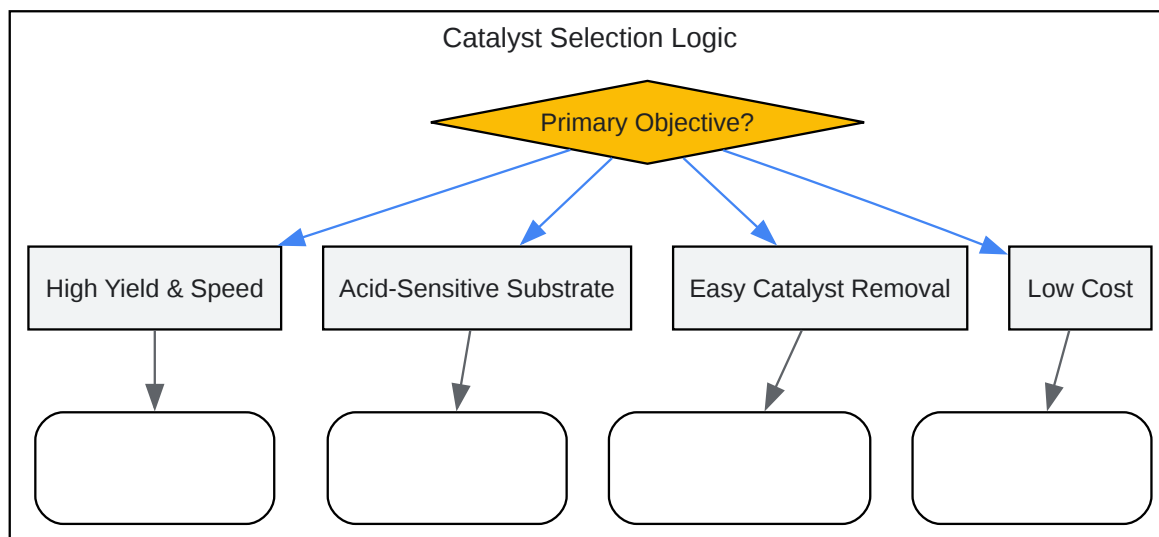 Catalyst Selection Logic
Primary Objective?
High Yield & Speed
Acid-Sensitive Substrate
Easy Catalyst Removal
Low Cost